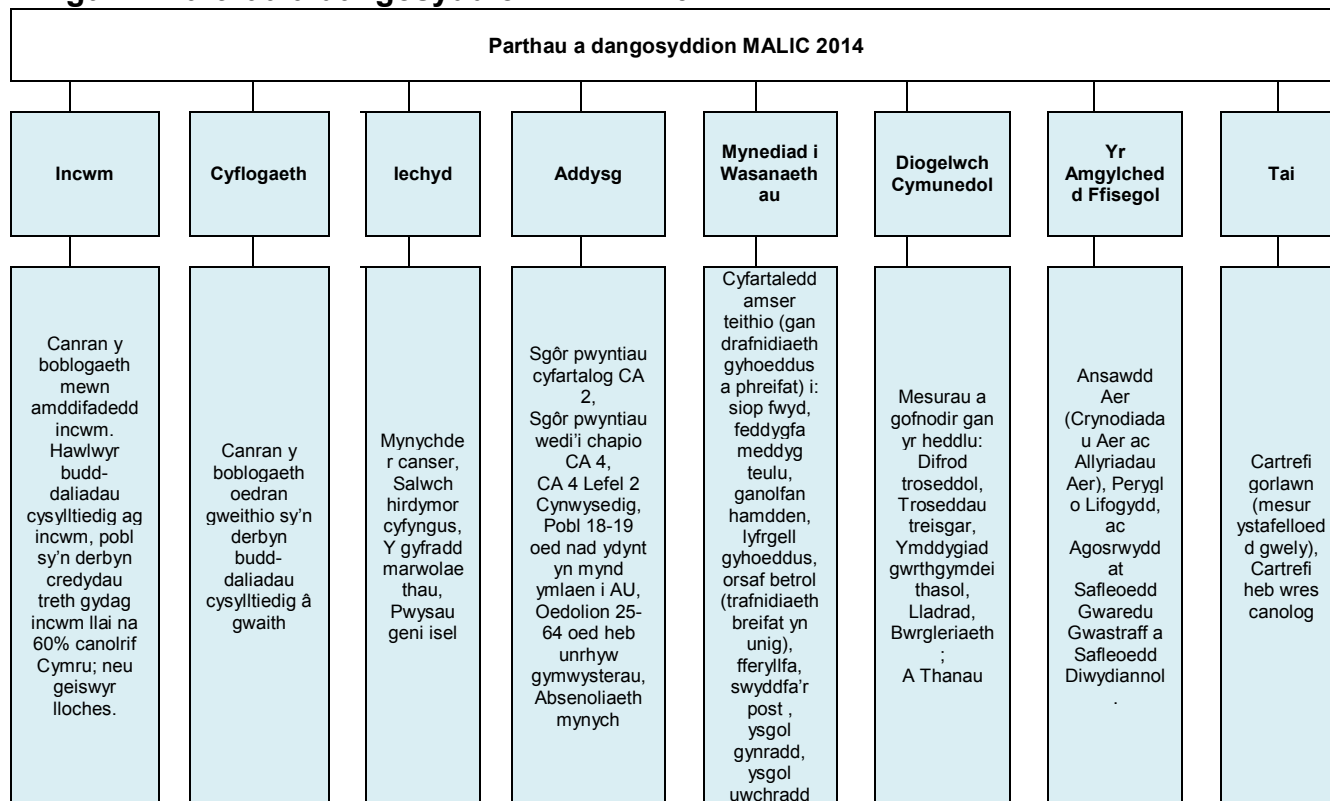 Parthau a dangosyddion MALIC 2014
Incwm
Cyflogaeth
Iechyd
Addysg
Mynediad i
Wasanaeth
au
Diogelwch
Cymunedol
Yr
Amgylched
d Ffisegol
Tai
Canran y
boblogaeth
mewn
amddifadedd
incwm.
Hawlwyr
budd-
daliadau
cysylltiedig ag
incwm, pobl
sy'n derbyn
credydau
treth gydag
incwm llai na
60% canolrif
Cymru; neu
geiswyr
lloches.
Canran y
boblogaeth
oedran
gweithio sy'n
derbyn
budd-
daliadau
cysylltiedig â
gwaith
Mynychde
r canser,
Salwch
hirdymor
cyfyngus,
Y gyfradd
marwolae
thau,
Pwysau
geni isel
Sgôr pwyntiau
cyfartalog CA
2,
Sgôr pwyntiau
wedi'i chapio
CA 4,
CA 4 Lefel 2
Cynwysedig,
Pobl 18-19
oed nad ydynt
yn mynd
ymlaen i AU,
Oedolion 25-
64 oed heb
unrhyw
gymwysterau,
Absenoliaeth
mynych
Cyfartaledd
amser
teithio (gan
drafnidiaeth
gyhoeddus
a phreifat) i:
siop fwyd,
feddygfa
meddyg
teulu,
ganolfan
hamdden,
lyfrgell
gyhoeddus,
orsaf betrol
(trafnidiaeth
breifat yn
unig),
fferyllfa,
swyddfa'r
post ,
ysgol
gynradd,
ysgol
uwchradd
Mesurau a
gofnodir gan
yr heddlu:
Difrod
troseddol,
Troseddau
treisgar,
Ymddygiad
gwrthgymdei
thasol,
Lladrad,
Bwrgleriaeth
;
A Thanau
Ansawdd
Aer
(Crynodiada
u Aer ac
Allyriadau
Aer), Perygl
o Lifogydd,
ac
Agosrwydd
at
Safleoedd
Gwaredu
Gwastraff a
Safleoedd
Diwydiannol
.
Cartrefi
gorlawn
(mesur
ystafelloed
d gwely),
Cartrefi
heb wres
canolog